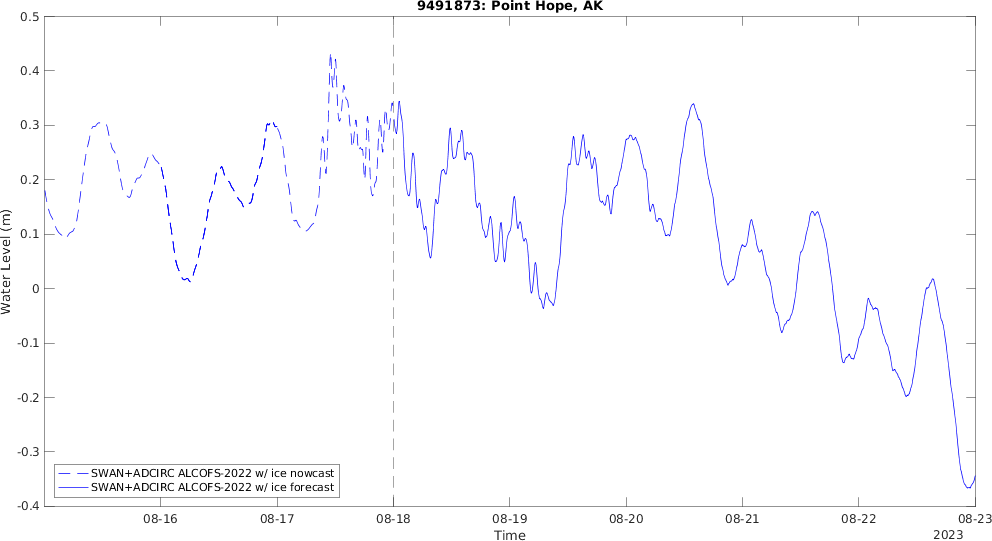 9491873: Point Hope, AK
0.5
0.4
0.3
0.2
0.1
0
-0.1
-0.2
-0.3
-0.4
Water Level (m)
SWAN+ADCIRC ALCOFS-2022 w/ ice nowcast
SWAN+ADCIRC ALCOFS-2022 w/ ice forecast
08-16 08-17 08-18 08-19 08-20 08-21 08-22 08-23
Time
2023